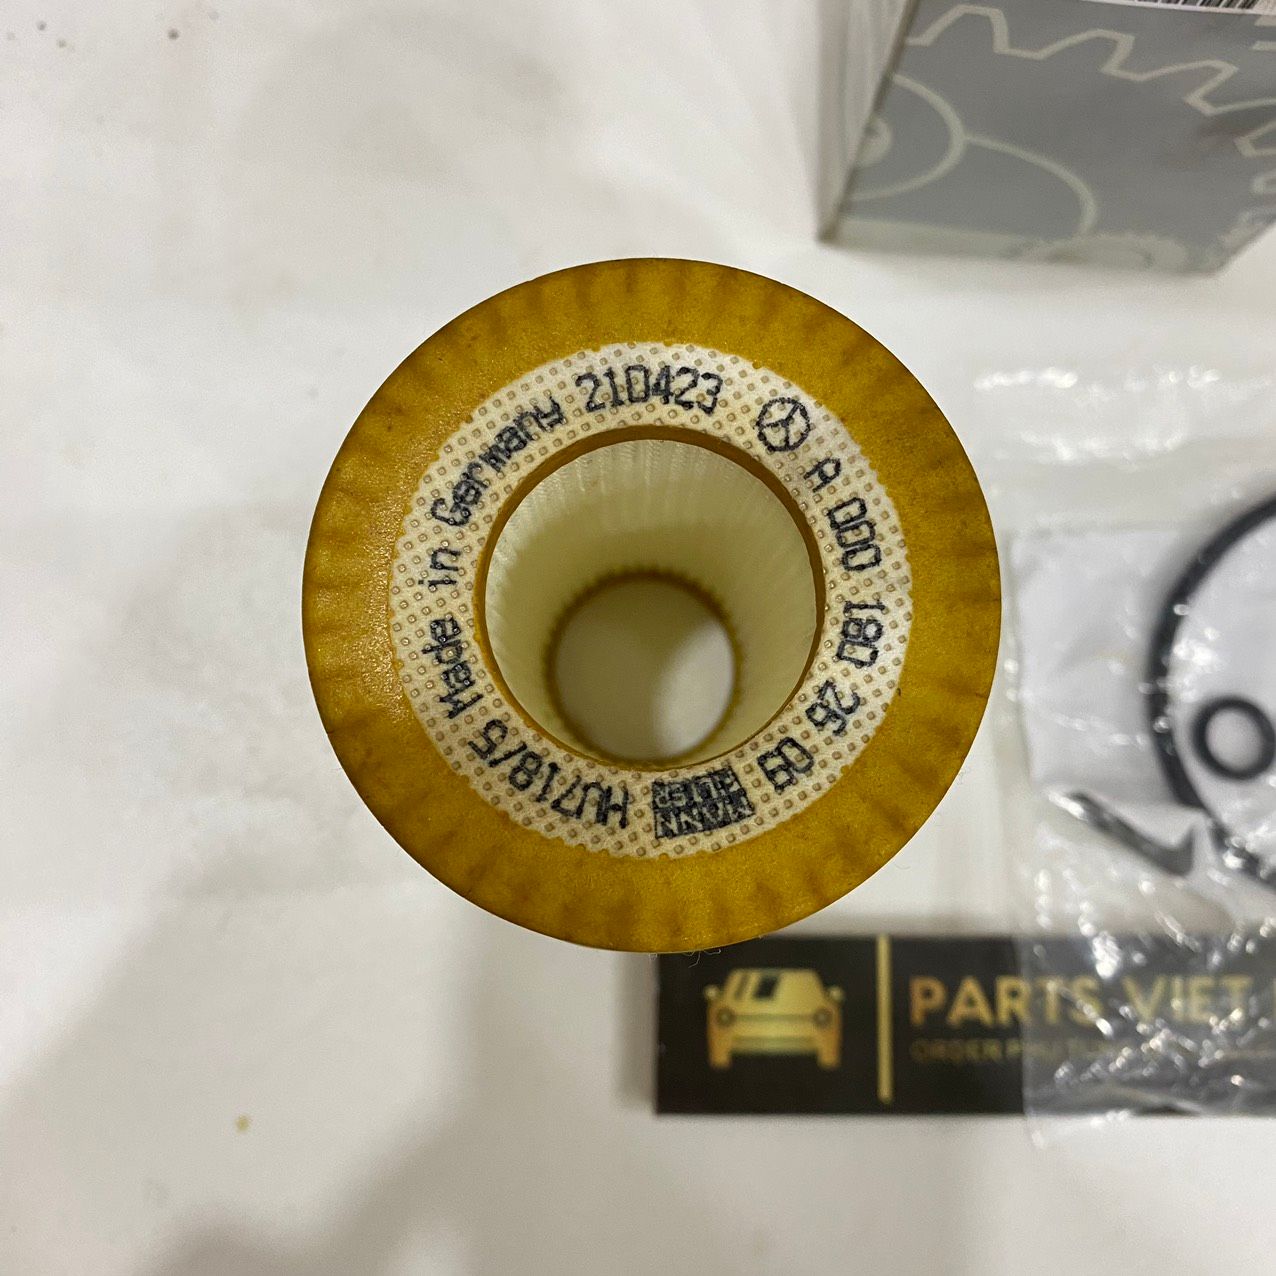 210423 A 000 180 26 09 MANN FILTER HU718/5 Made in Germany
PARTS VIET